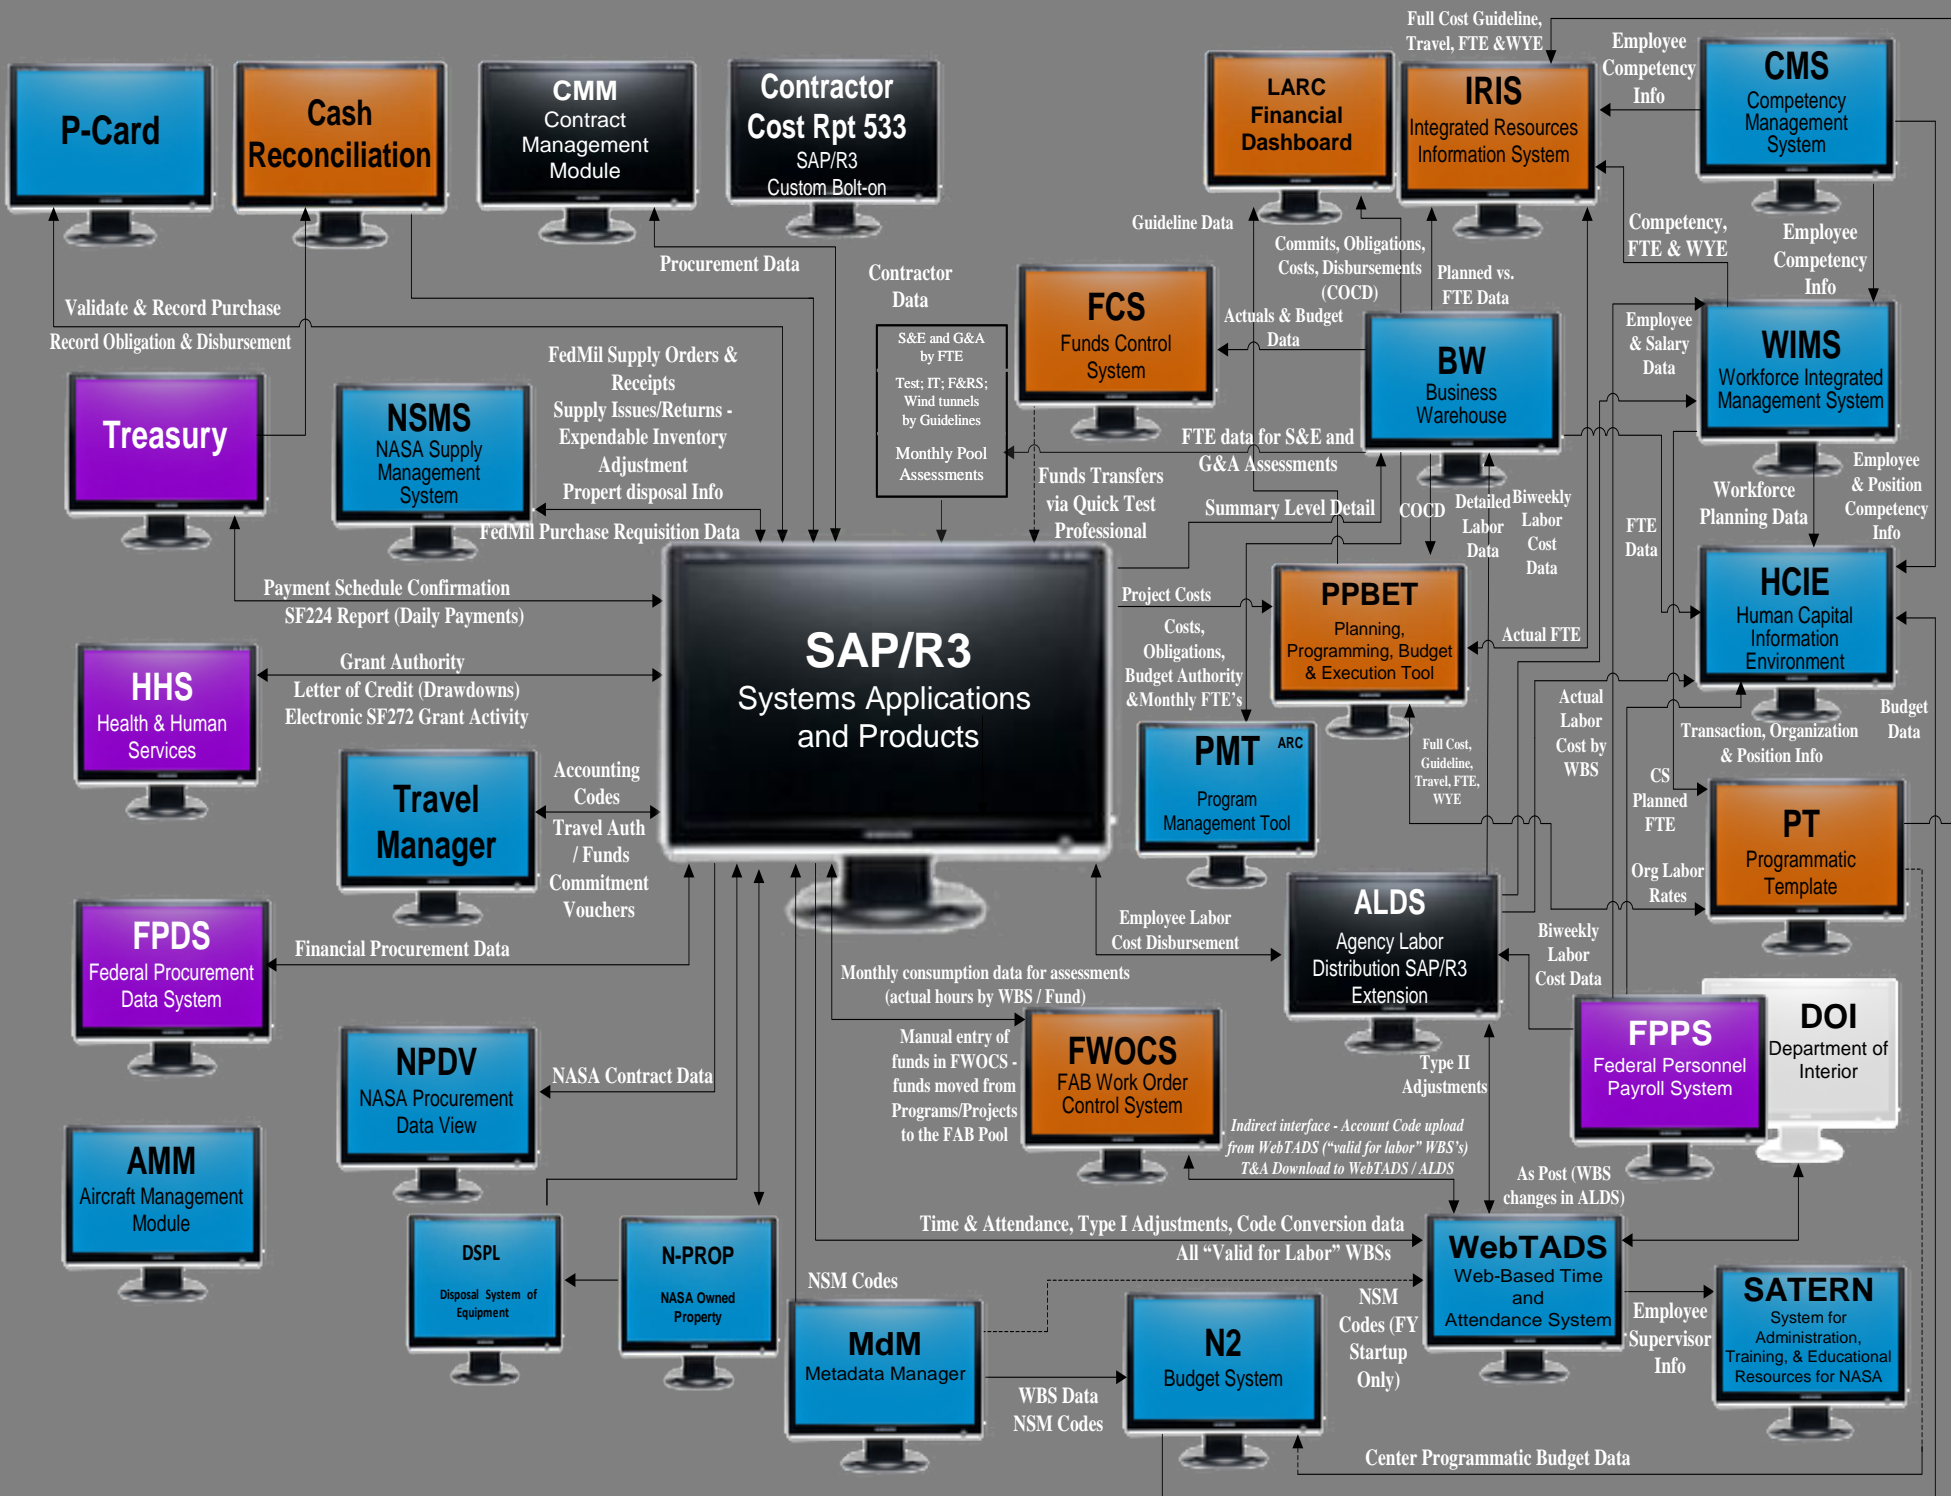 Full Cost Guideline,
Travel, FTE &WYE
Employee
Competency
Info
P-Card
Cash
Reconciliation
CMM
Contract
Management
Module
Contractor
Cost Rpt 533
SAP/R3
Custom Bolt-on
LARC
Financial
Dashboard
IRIS
Integrated Resources
Information System
CMS
Competency
Management
System
Guideline Data
Commits, Obligations,
Costs, Disbursements
(COCD)
Planned vs.
FTE Data
Competency,
FTE & WYE
Employee
Competency
Info
Procurement Data
Contractor
Data
Validate & Record Purchase
Record Obligation & Disbursement
FedMil Supply Orders &
Receipts
Supply Issues/Returns -
Expendable Inventory
Adjustment
Propert disposal Info
FedMil Purchase Requisition Data
S&E and G&A
by FTE
Test; IT; F&RS;
Wind tunnels
by Guidelines
Monthly Pool
Assessments
FCS
Funds Control
System
Actuals & Budget
Data
BW
Business
Warehouse
Employee
& Salary
Data
WIMS
Workforce Integrated
Management System
Treasury
NSMS
NASA Supply
Management
System
FTE data for S&E and
G&A Assessments
Funds Transfers
via Quick Test
Professional
Summary Level Detail
COCD
Detailed
Labor
Data
Biweekly
Labor
Cost
Data
FTE
Data
Workforce
Planning Data
Employee
& Position
Competency
Info
Payment Schedule Confirmation
SF224 Report (Daily Payments)
SAP/R3
Systems Applications
and Products
Project Costs
PPBET
Planning,
Programming, Budget
& Execution Tool
Actual FTE
HCIE
Human Capital
Information
Environment
HHS
Health & Human
Services
Grant Authority
Letter of Credit (Drawdowns)
Electronic SF272 Grant Activity
Costs,
Obligations,
Budget Authority
&Monthly FTE's
Actual
Labor
Cost by
WBS
Transaction, Organization
& Position Info
Budget
Data
Travel
Manager
Accounting
Codes
Travel Auth
/ Funds
Commitment
Vouchers
PMT ARC
Program
Management Tool
Full Cost,
Guideline,
Travel, FTE,
WYE
CS
Planned
FTE
PT
Programmatic
Template
Org Labor
Rates
FPDS
Federal Procurement
Data System
Financial Procurement Data
Employee Labor
Cost Disbursement
ALDS
Agency Labor
Distribution SAP/R3
Extension
Biweekly
Labor
Cost Data
Monthly consumption data for assessments
(actual hours by WBS / Fund)
Manual entry of
funds in FWOCS -
funds moved from
Programs/Projects
to the FAB Pool
FWOCS
FAB Work Order
Control System
Type II
Adjustments
FPPS
Federal Personnel
Payroll System
DOI
Department of
Interior
NPDV
NASA Procurement
Data View
NASA Contract Data
Indirect interface - Account Code upload
from WebTADS ("valid for labor" WBS's)
T&A Download to WebTADS / ALDS
As Post (WBS
changes in ALDS)
AMM
Aircraft Management
Module
DSPL
Disposal System of
Equipment
N-PROP
NASA Owned
Property
Time & Attendance, Type I Adjustments, Code Conversion data
All “Valid for Labor” WBSs
NSM Codes
WebTADS
Web-Based Time
and
Attendance System
Employee
Supervisor
Info
SATERN
System for
Administration,
Training, & Educational
Resources for NASA
MdM
Metadata Manager
WBS Data
NSM Codes
N2
Budget System
NSM
Codes (FY
Startup
Only)
Center Programmatic Budget Data